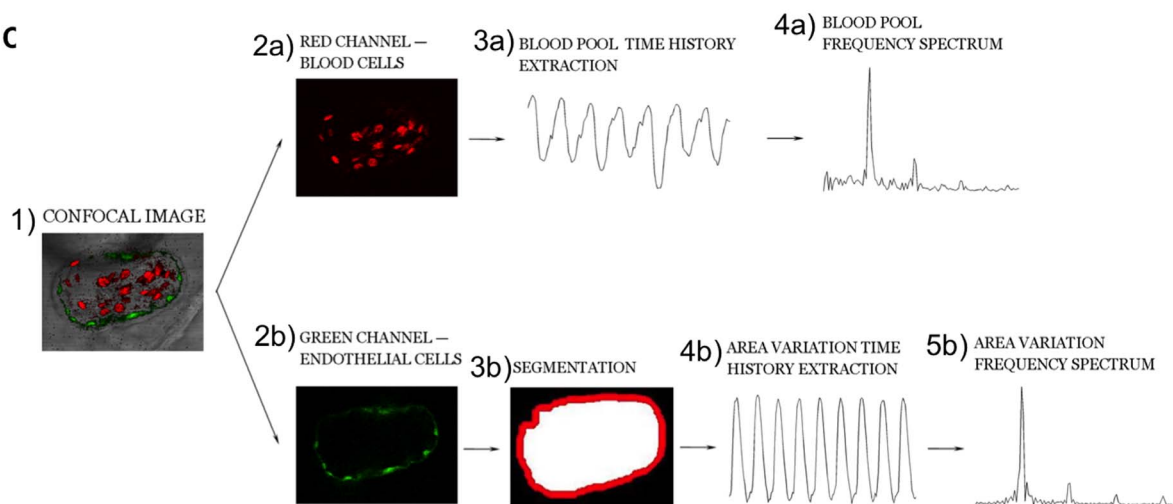 C
1) CONFOCAL IMAGE
2a) RED CHANNEL —
BLOOD CELLS
3a) BLOOD POOL TIME HISTORY
EXTRACTION
4a) BLOOD POOL
FREQUENCY SPECTRUM
2b) GREEN CHANNEL —
ENDOTHELIAL CELLS
3b) SEGMENTATION
4b) AREA VARIATION TIME
HISTORY EXTRACTION
5b) AREA VARIATION
FREQUENCY SPECTRUM